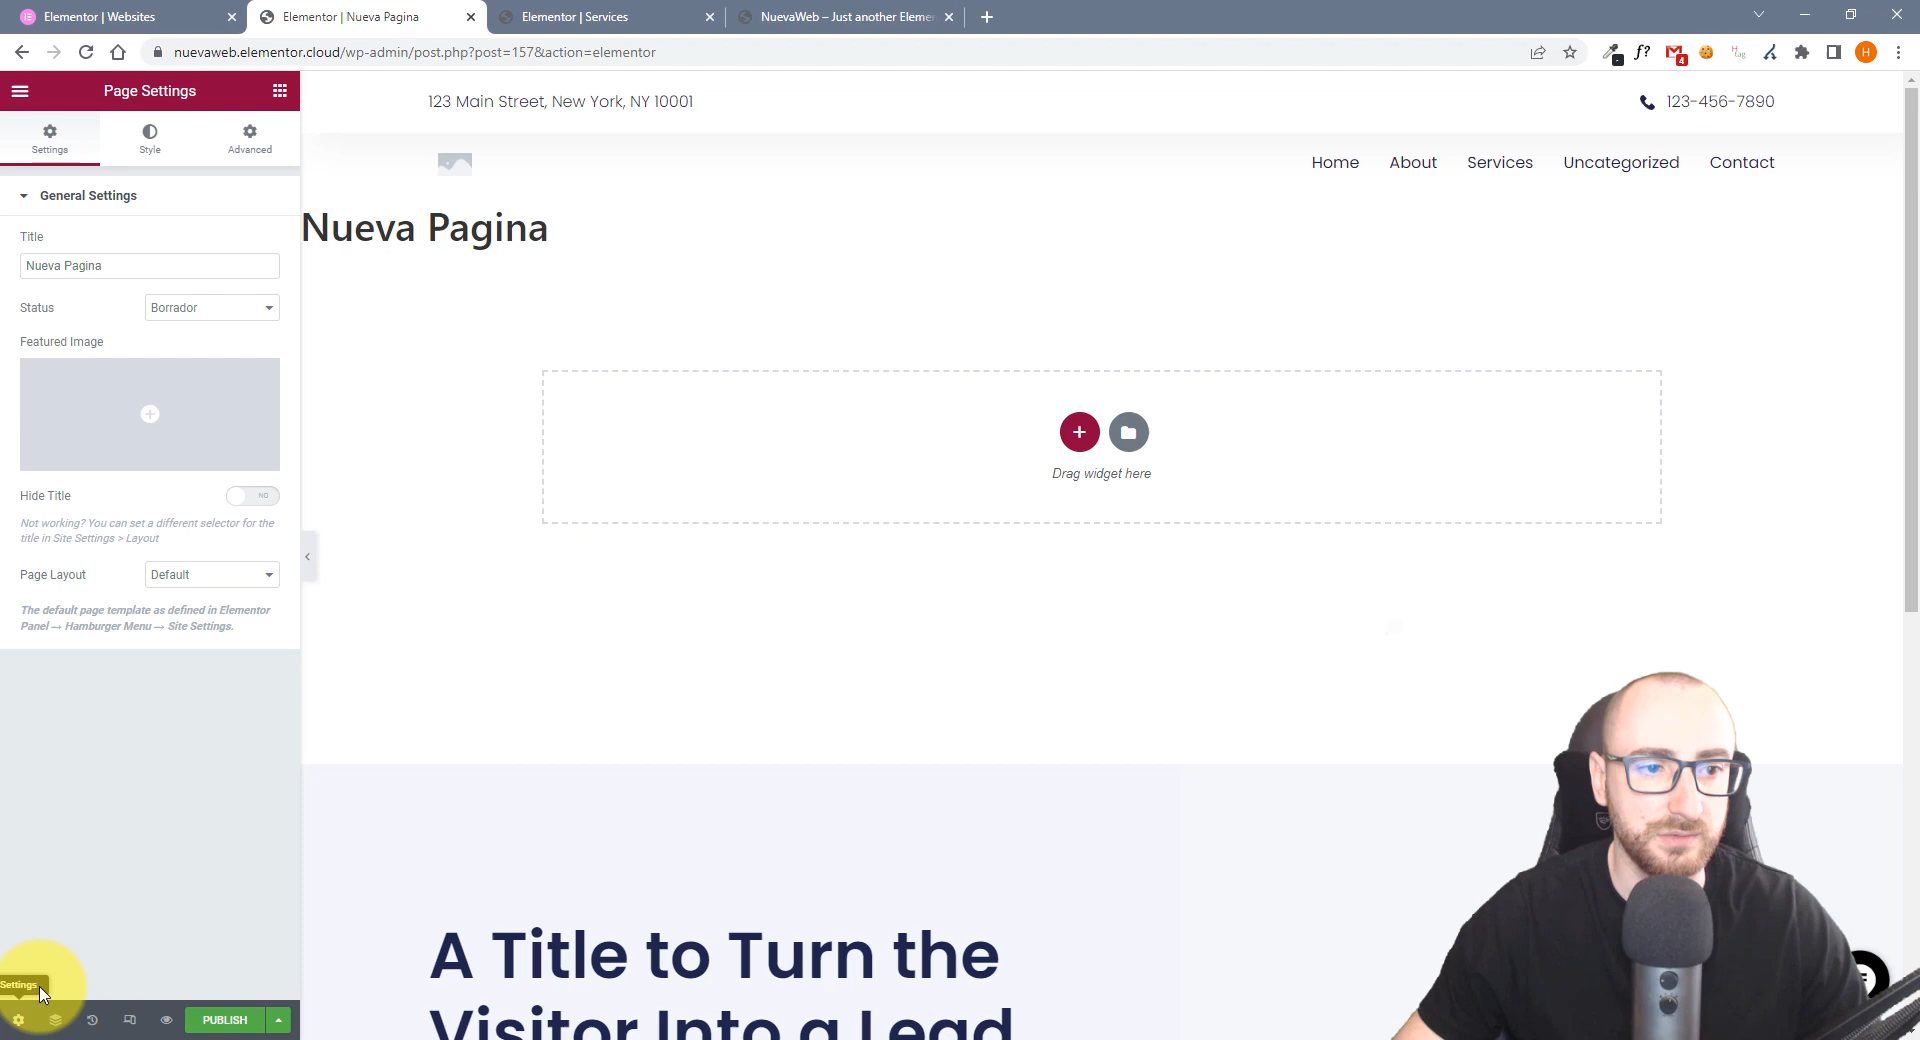 Elementor | Websites
Elementor | Nueva Pagina
Elementor | Services
NuevaWeb – Just another Elemen
nuevaweb.elementor.cloud/wp-admin/post.php?post=157&action=elementor
f?
4
H
Page Settings
Settings
Style
Advanced
General Settings
Title
Nueva Pagina
Status
Borrador
Featured Image
Hide Title
NO
Not working? You can set a different selector for the
title in Site Settings > Layout
Page Layout
Default
The default page template as defined in Elementor
Panel → Hamburger Menu → Site Settings.
Settings
PUBLISH
123 Main Street, New York, NY 10001
123-456-7890
Home
About
Services
Uncategorized
Contact
Nueva Pagina
Drag widget here
A Title to Turn the
Visitor Into a Lead